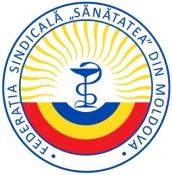 FEDERAȚIA SINDICALĂ „SĂNĂTATEA” DIN MOLDOVA